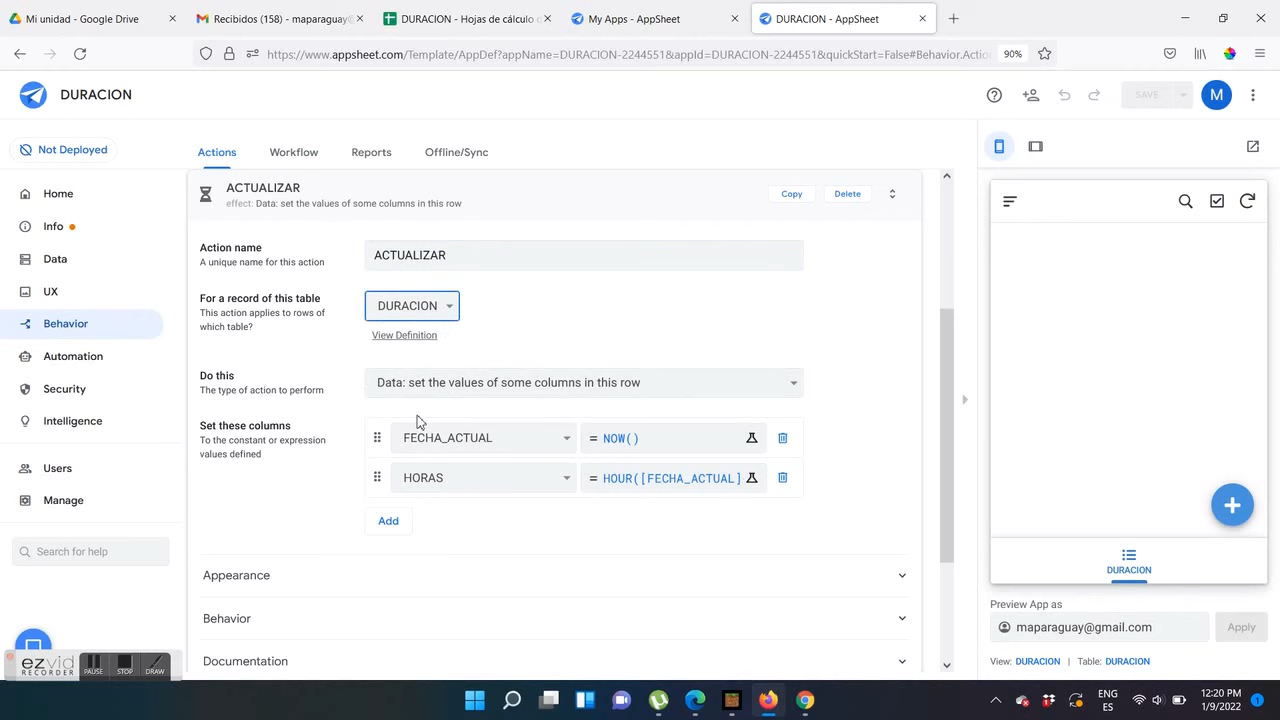 Mi unidad - Google Drive
Recibidos (158) - maparaguay@
DURACION - Hojas de cálculo
My Apps - AppSheet
DURACION - AppSheet
https://www.appsheet.com/Template/AppDef?appName=DURACION-2244551&appId=DURACION-2244551&quickStart=False#Behavior.Action
90%
DURACION
SAVE
M
Not Deployed
Home
Info
Data
UX
Behavior
Automation
Security
Intelligence
Users
Manage
Search for help
Actions
Workflow
Reports
Offline/Sync
ACTUALIZAR
effect: Data: set the values of some columns in this row
Copy
Delete
Action name
A unique name for this action
ACTUALIZAR
For a record of this table
This action applies to rows of
which table?
DURACION
View Definition
Do this
The type of action to perform
Data: set the values of some columns in this row
Set these columns
To the constant or expression
values defined
FECHA_ACTUAL
= NOW()
HORAS
= HOUR([FECHA_ACTUAL]
Add
Appearance
Behavior
Documentation
DURACION
Preview App as
maparaguay@gmail.com
Apply
View: DURACION | Table: DURACION
ezvid
RECORDER
PAUSE
STOP
DRAW
ENG
ES
12:20 PM
1/9/2022
1